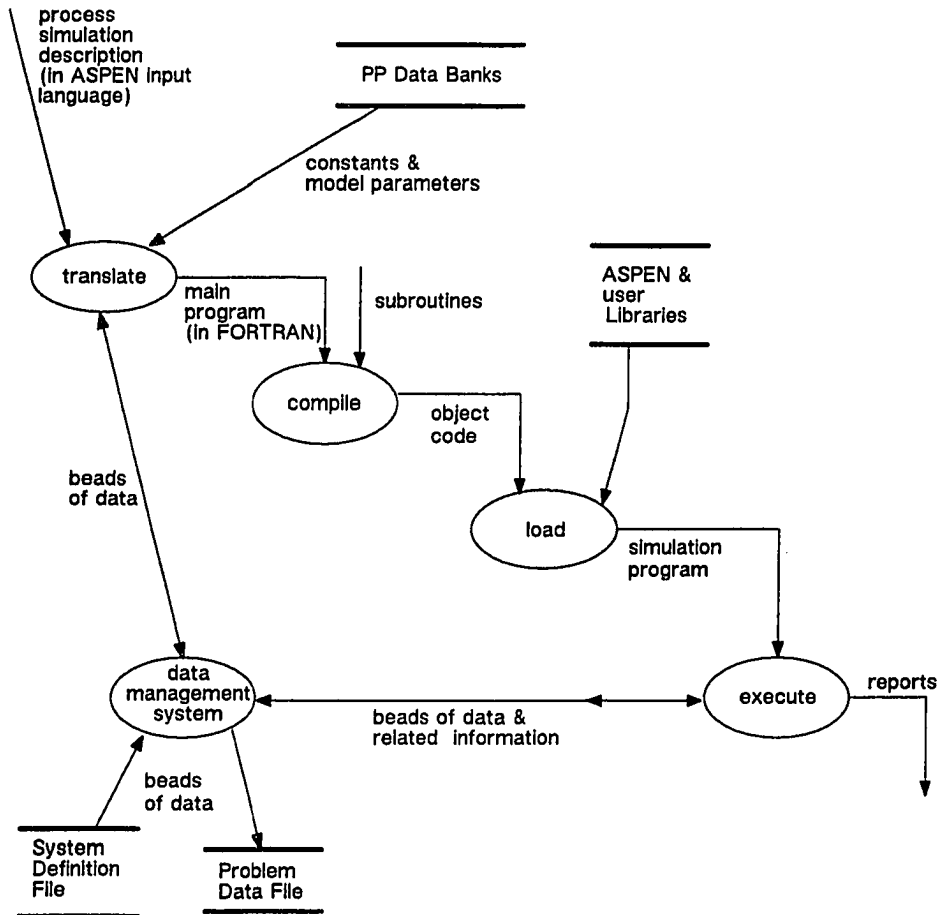 process
simulation
description
(in ASPEN input
language)
PP Data Banks
constants &
model parameters
translate
main
program
(in FORTRAN)
subroutines
ASPEN &
user
Libraries
compile
object
code
beads
of data
load
simulation
program
data
management
system
beads of data &
related information
execute
reports
beads
of data
System
Definition
File
Problem
Data File